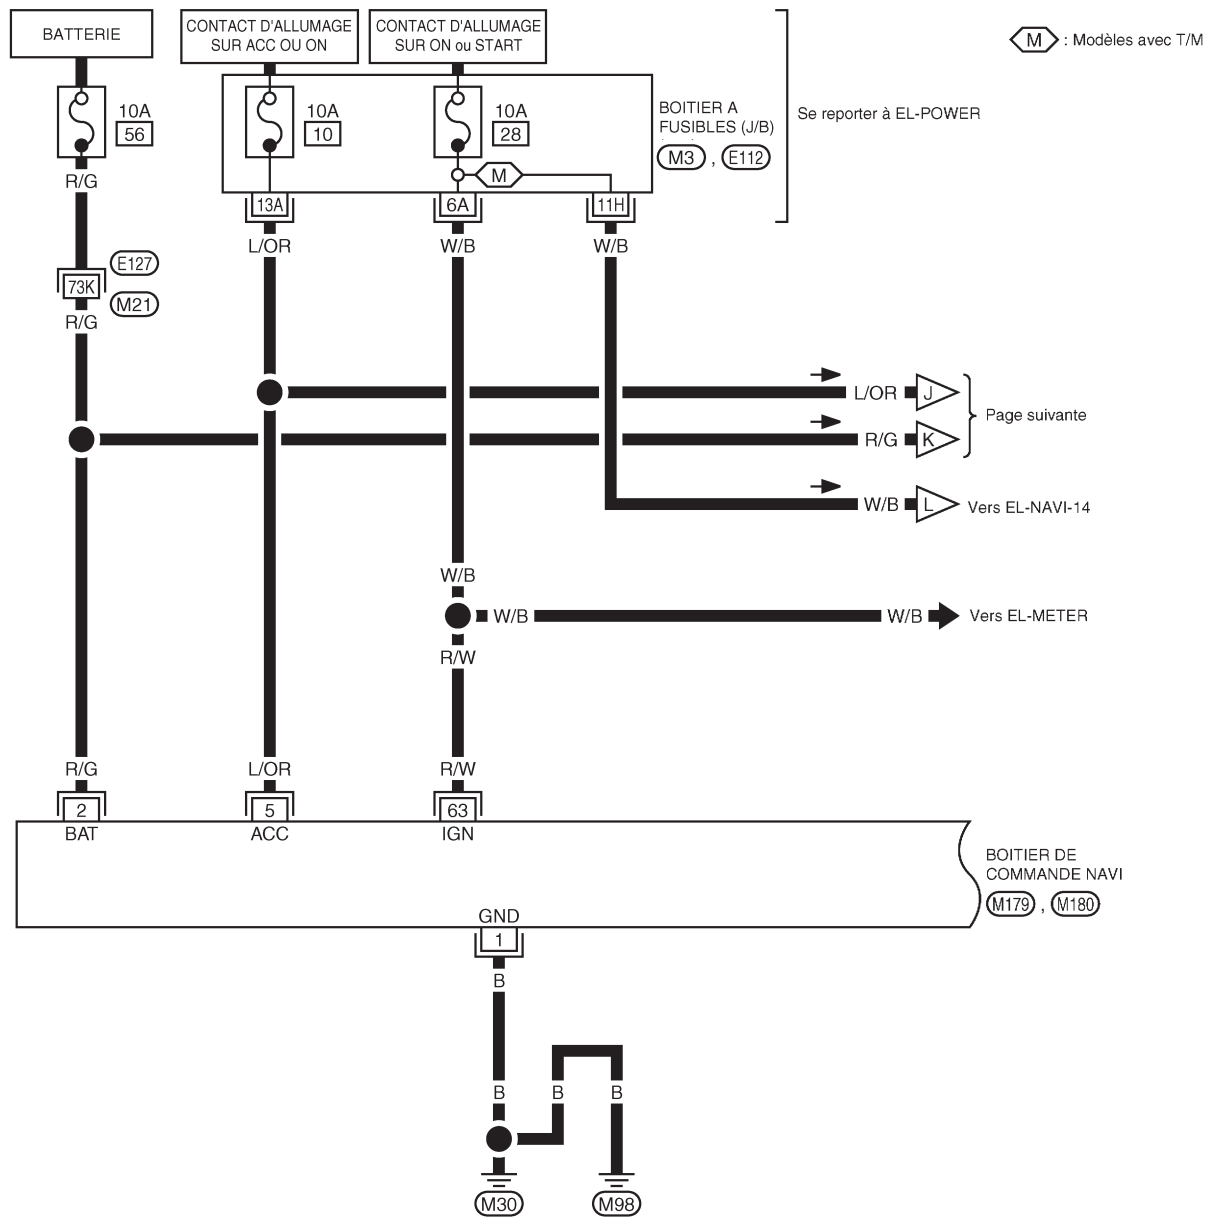 BATTERIE
CONTACT D'ALLUMAGE
SUR ACC OU ON
CONTACT D'ALLUMAGE
SUR ON ou START
M : Modèles avec T/M
10A
56
10A
10
10A
28
BOITIER A
FUSIBLES (J/B)
M3 , E112
Se reporter à EL-POWER
M
R/G
13A
6A
11H
L/OR
W/B
W/B
E127
73K
M21
R/G
L/OR
J
R/G
K
Page suivante
W/B
L
Vers EL-NAVI-14
W/B
W/B
W/B
Vers EL-METER
R/W
R/G
L/OR
R/W
2
5
63
BAT
ACC
IGN
BOITIER DE
COMMANDE NAVI
M179 , M180
GND
1
B
B
B
B
M30
M98